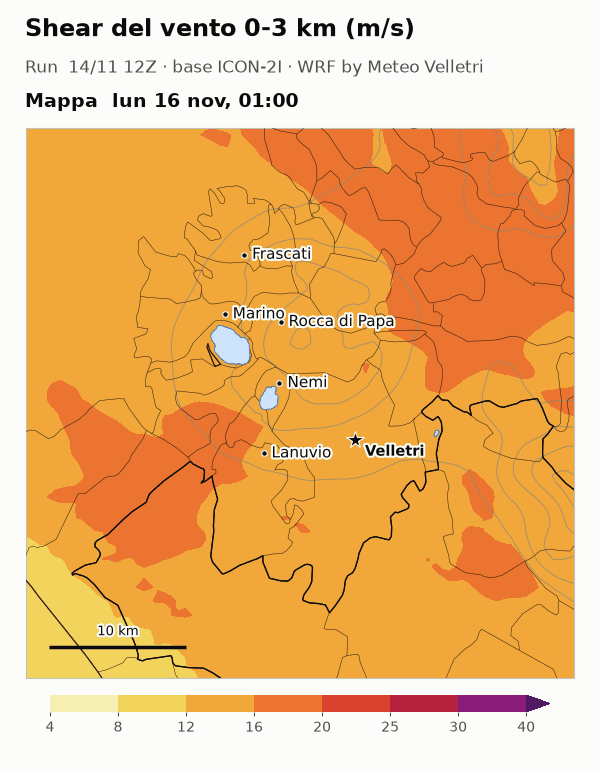 Shear del vento 0-3 km (m/s)
Run  14/11 12Z · base ICON-2I · WRF by Meteo Velletri
Mappa  lun 16 nov, 01:00
Frascati
Marino
Rocca di Papa
Nemi
Velletri
Lanuvio
10 km
4 8 12 16 20 25 30 40